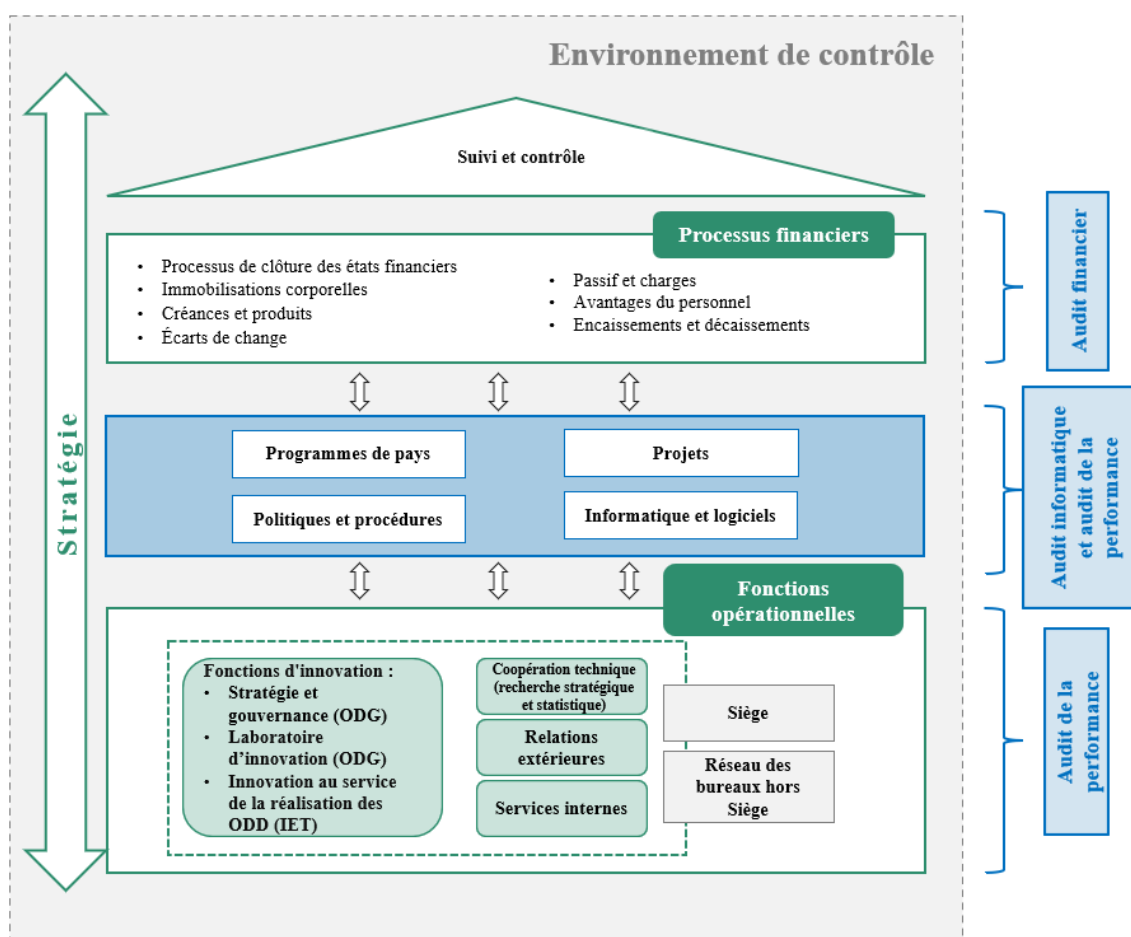 Environnement de contrôle
Suivi et contrôle
Stratégie
Processus financiers
• Processus de clôture des états financiers
• Immobilisations corporelles
• Créances et produits
• Écarts de change
• Passif et charges
• Avantages du personnel
• Encaissements et décaissements
Audit financier
Programmes de pays
Projets
Politiques et procédures
Informatique et logiciels
Audit informatique
et audit de la
performance
Fonctions
opérationnelles
Fonctions d'innovation :
• Stratégie et
gouvernance (ODG)
• Laboratoire
d’innovation (ODG)
• Innovation au service
de la réalisation des
ODD (IET)
Coopération technique
(recherche stratégique
et statistique)
Relations
extérieures
Services internes
Siège
Réseau des
bureaux hors
Siège
Audit de la
performance